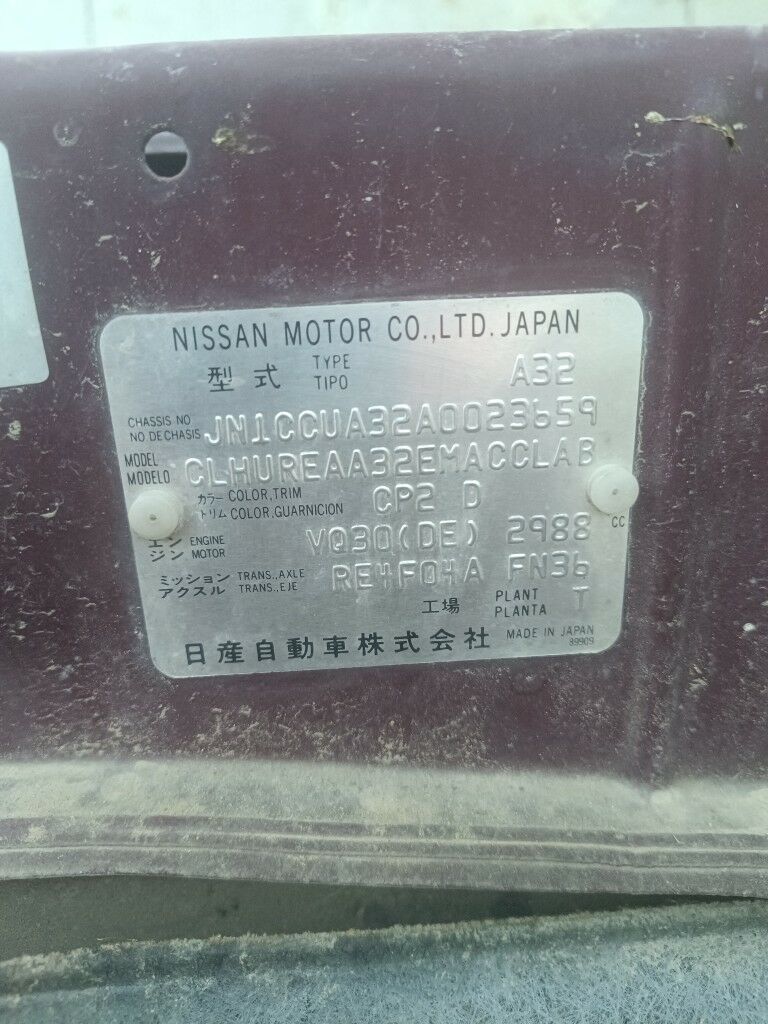 NISSAN MOTOR CO.,LTD. JAPAN
型式 TYPE TIPO A32
CHASSIS NO
NO. DE CHASIS JN1CCUA32A0023659
MODEL
MODELO CLHUREAA32EMACCLAB
カラー COLOR,TRIM
トリム COLOR,GUARNICION CP2 D
エン ENGINE
ジン MOTOR VQ30(DE) 2988 CC
ミッション TRANS.,AXLE
アクスル TRANS.,EJE RE4F04A FN36
工場 PLANT PLANTA T
日産自動車株式会社 MADE IN JAPAN
89909